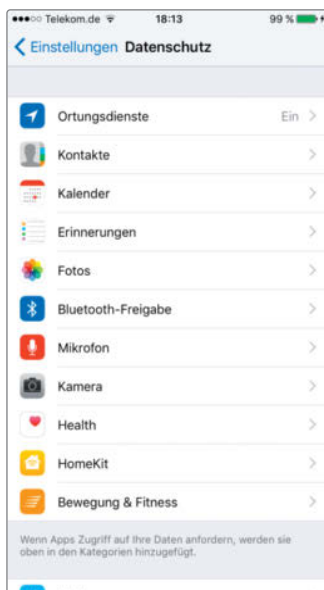 Telekom.de 18:13 99 %
Einstellungen Datenschutz
Ortungsdienste Ein
Kontakte
Kalender
Erinnerungen
Fotos
Bluetooth-Freigabe
Mikrofon
Kamera
Health
HomeKit
Bewegung & Fitness
Wenn Apps Zugriff auf Ihre Daten anfordern, werden sie
oben in den Kategorien hinzugefügt.